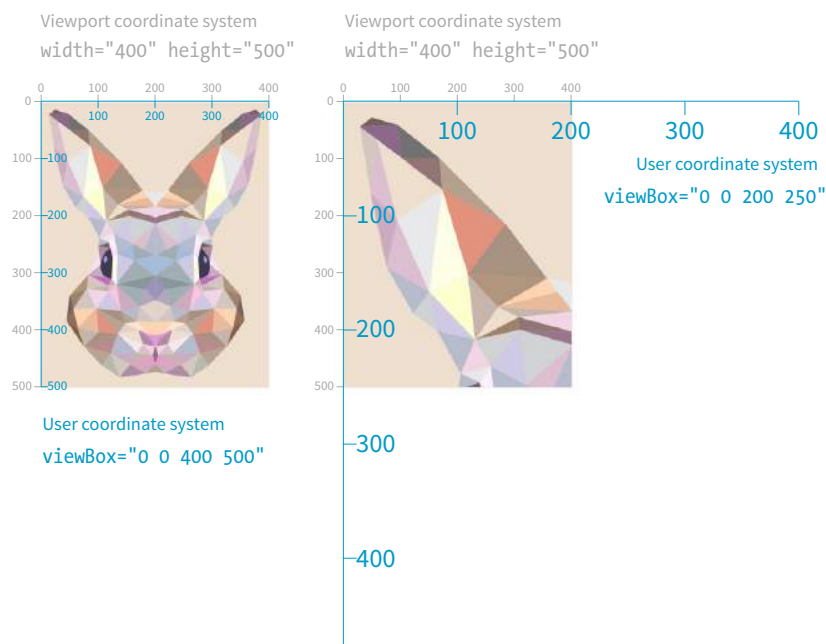 Viewport coordinate system
width="400" height="500"
0 100 200 300 400
0
100 200 300 400
100
100
200
200
300
300
400
400
500
500
User coordinate system
viewBox="0 0 400 500"
Viewport coordinate system
width="400" height="500"
0 100 200 300 400
0
100 200 300 400
User coordinate system
viewBox="0 0 200 250"
100
200
100
300
400
200
500
300
400